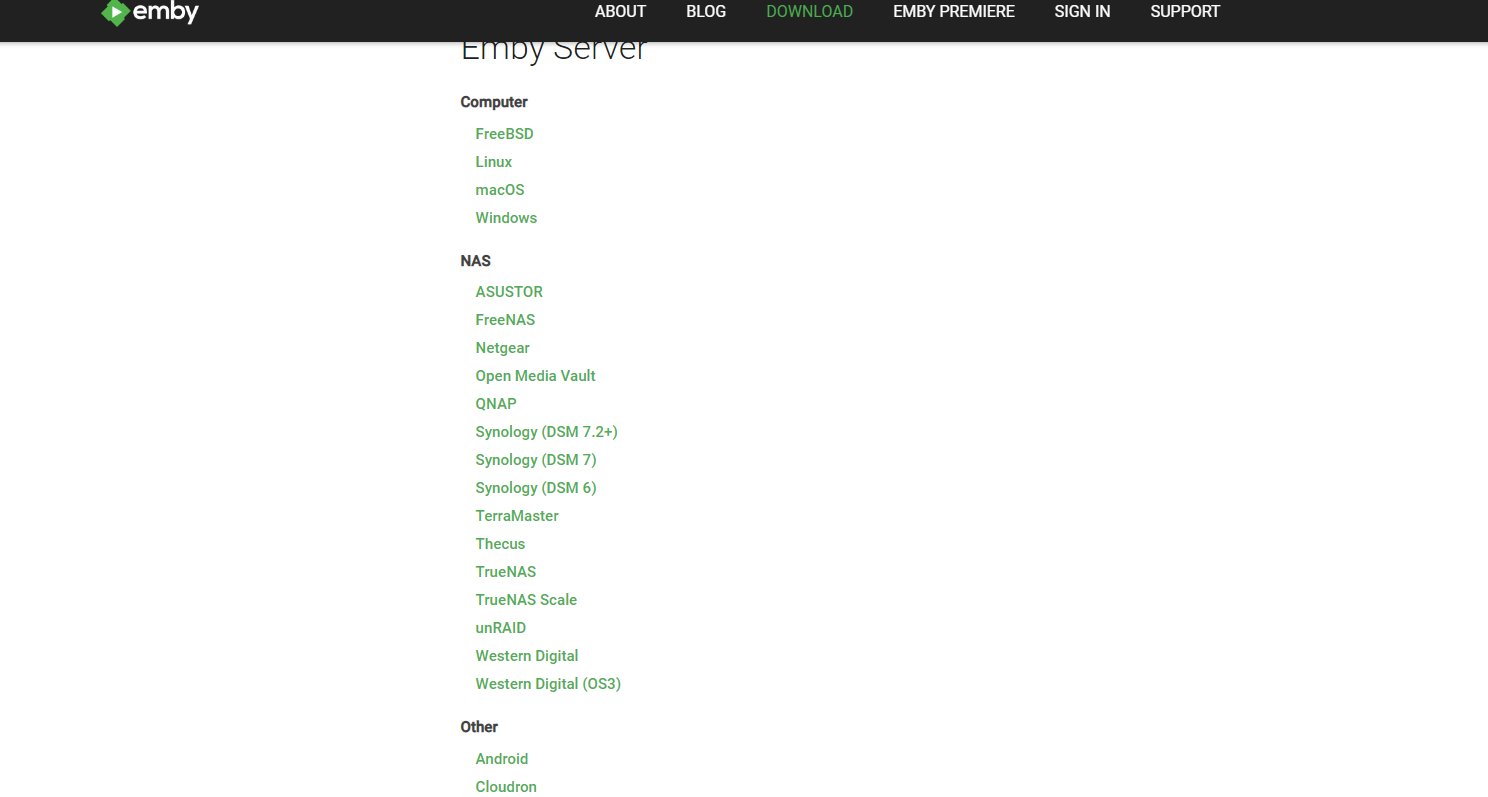 emby ABOUT BLOG DOWNLOAD EMBY PREMIERE SIGN IN SUPPORT
Emby Server
Computer
FreeBSD
Linux
macOS
Windows
NAS
ASUSTOR
FreeNAS
Netgear
Open Media Vault
QNAP
Synology (DSM 7.2+)
Synology (DSM 7)
Synology (DSM 6)
TerraMaster
Thecus
TrueNAS
TrueNAS Scale
unRAID
Western Digital
Western Digital (OS3)
Other
Android
Cloudron